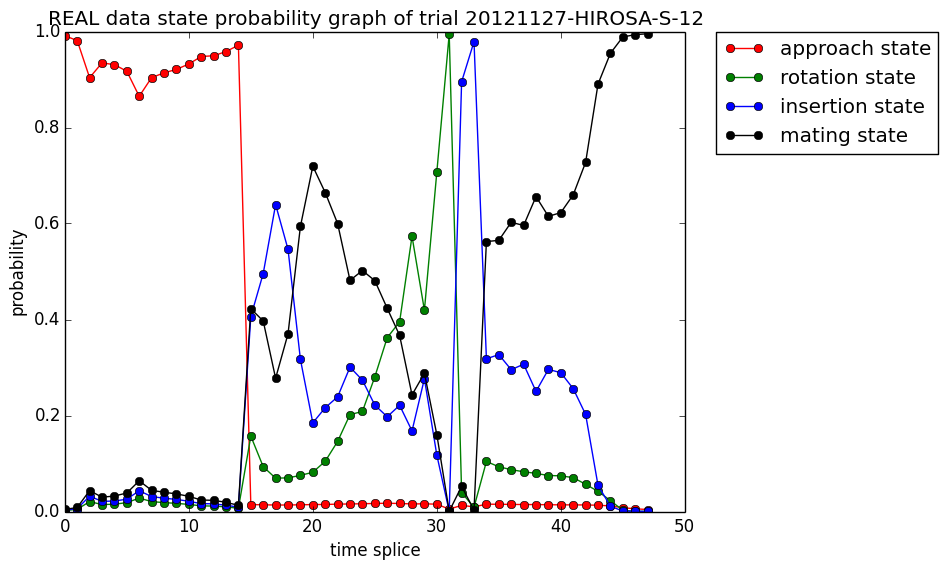 REAL data state probability graph of trial 20121127-HIROSA-S-12
1.0
0.8
0.6
0.4
0.2
0.0
probability
0 10 20 30 40 50
time splice
approach state
rotation state
insertion state
mating state